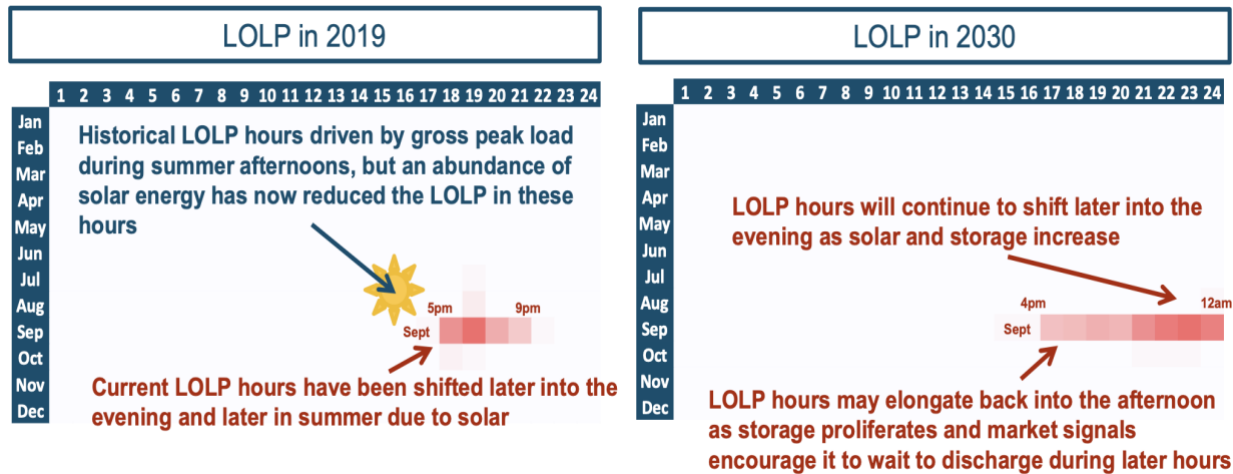 LOLP in 2019
1 2 3 4 5 6 7 8 9 10 11 12 13 14 15 16 17 18 19 20 21 22 23 24
Jan
Feb
Mar
Apr
May
Jun
Jul
Aug
Sep
Oct
Nov
Dec
Historical LOLP hours driven by gross peak load
during summer afternoons, but an abundance of
solar energy has now reduced the LOLP in these
hours
5pm
9pm
Sept
Current LOLP hours have been shifted later into the
evening and later in summer due to solar
LOLP in 2030
1 2 3 4 5 6 7 8 9 10 11 12 13 14 15 16 17 18 19 20 21 22 23 24
Jan
Feb
Mar
Apr
May
Jun
Jul
Aug
Sep
Oct
Nov
Dec
LOLP hours will continue to shift later into the
evening as solar and storage increase
4pm
12am
Sept
LOLP hours may elongate back into the afternoon
as storage proliferates and market signals
encourage it to wait to discharge during later hours